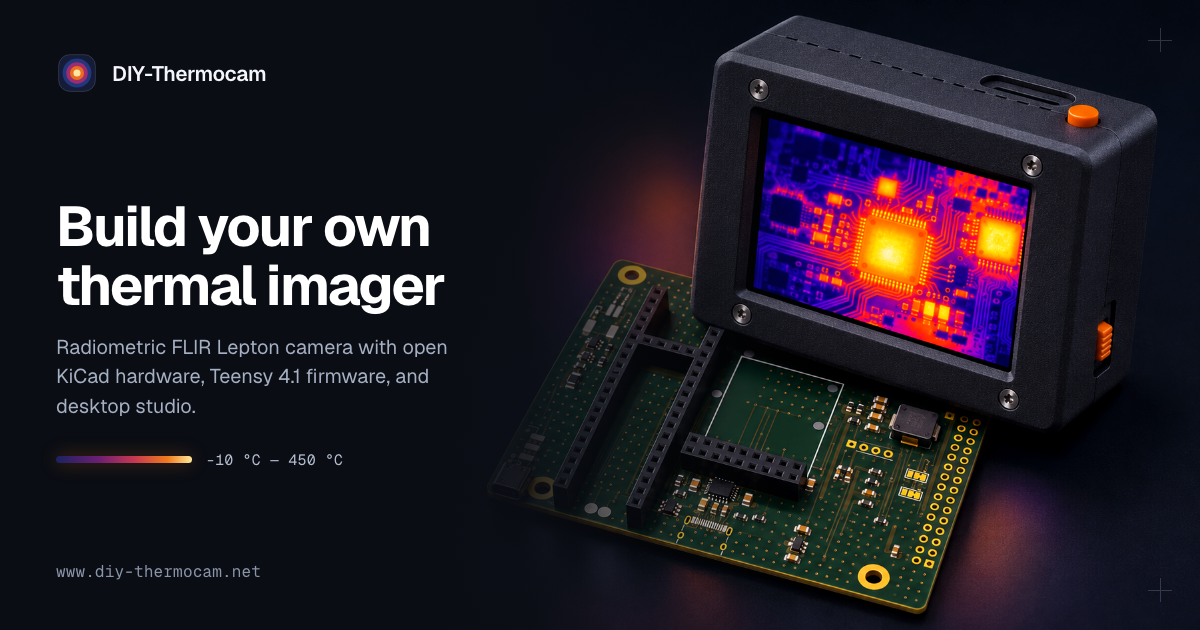 DIY-Thermocam
Build your own
thermal imager
Radiometric FLIR Lepton camera with open
KiCad hardware, Teensy 4.1 firmware, and
desktop studio.
-10 °C — 450 °C
www.diy-thermocam.net